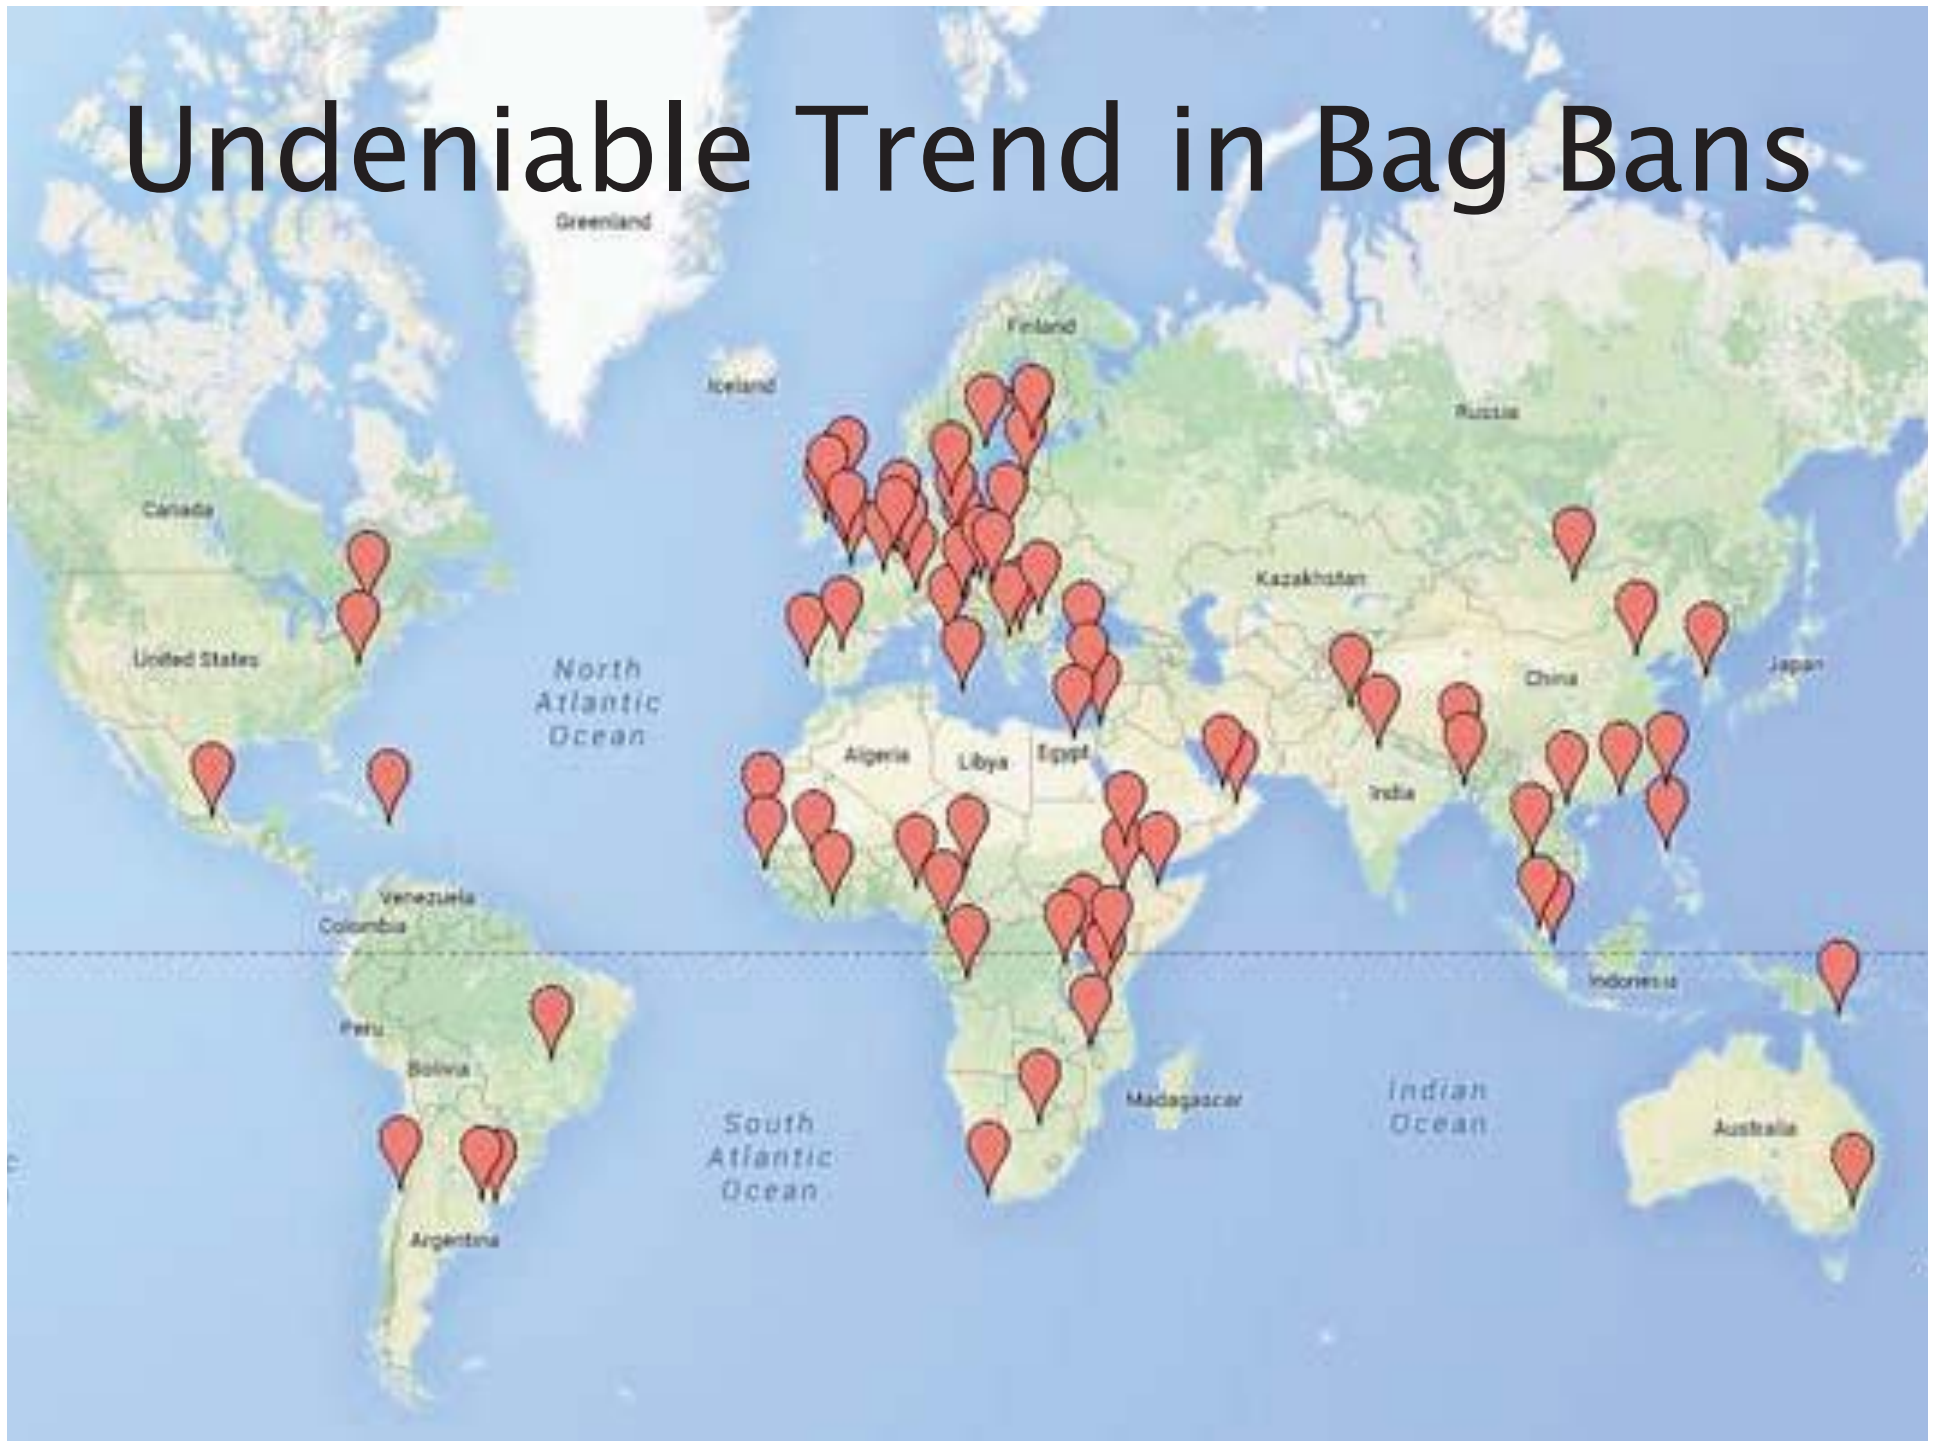 Undeniable Trend in Bag Bans
Greenland
Finland
Iceland
Russia
Canada
Kazakhstan
United States
North
Atlantic
Ocean
China
Japan
Algeria
Libya
Egypt
India
Venezuela
Colombia
Indonesia
Peru
Bolivia
Madagascar
Indian
Ocean
South
Atlantic
Ocean
Australia
Argentina